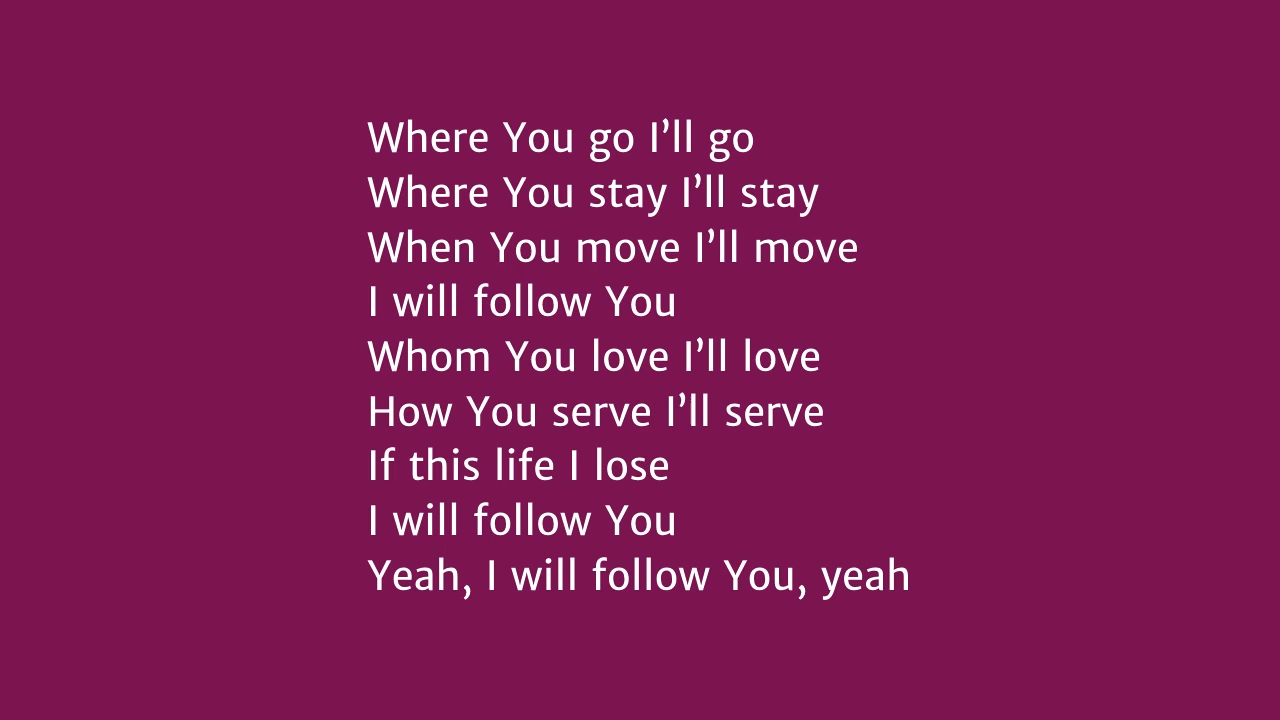 Where You go I’ll go
Where You stay I’ll stay
When You move I’ll move
I will follow You
Whom You love I’ll love
How You serve I’ll serve
If this life I lose
I will follow You
Yeah, I will follow You, yeah